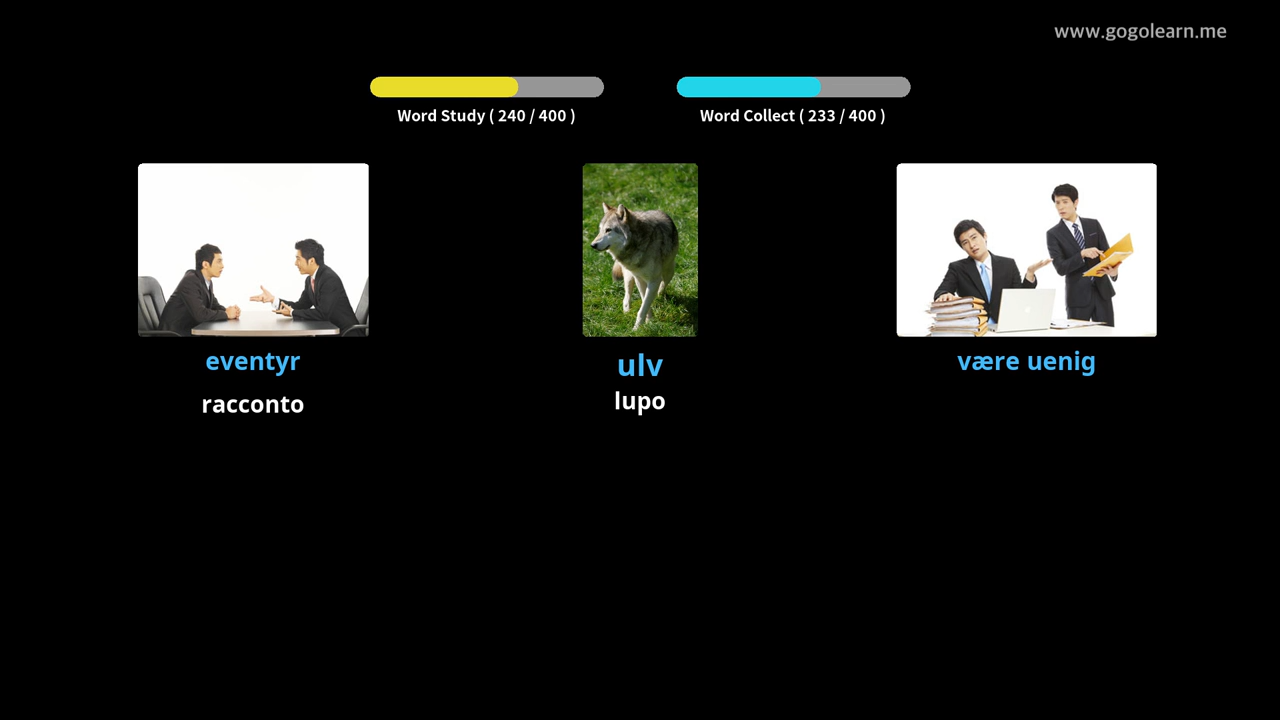 www.gogolearn.me
Word Study ( 240 / 400 )
Word Collect ( 233 / 400 )
eventyr
racconto
ulv
lupo
være uenig